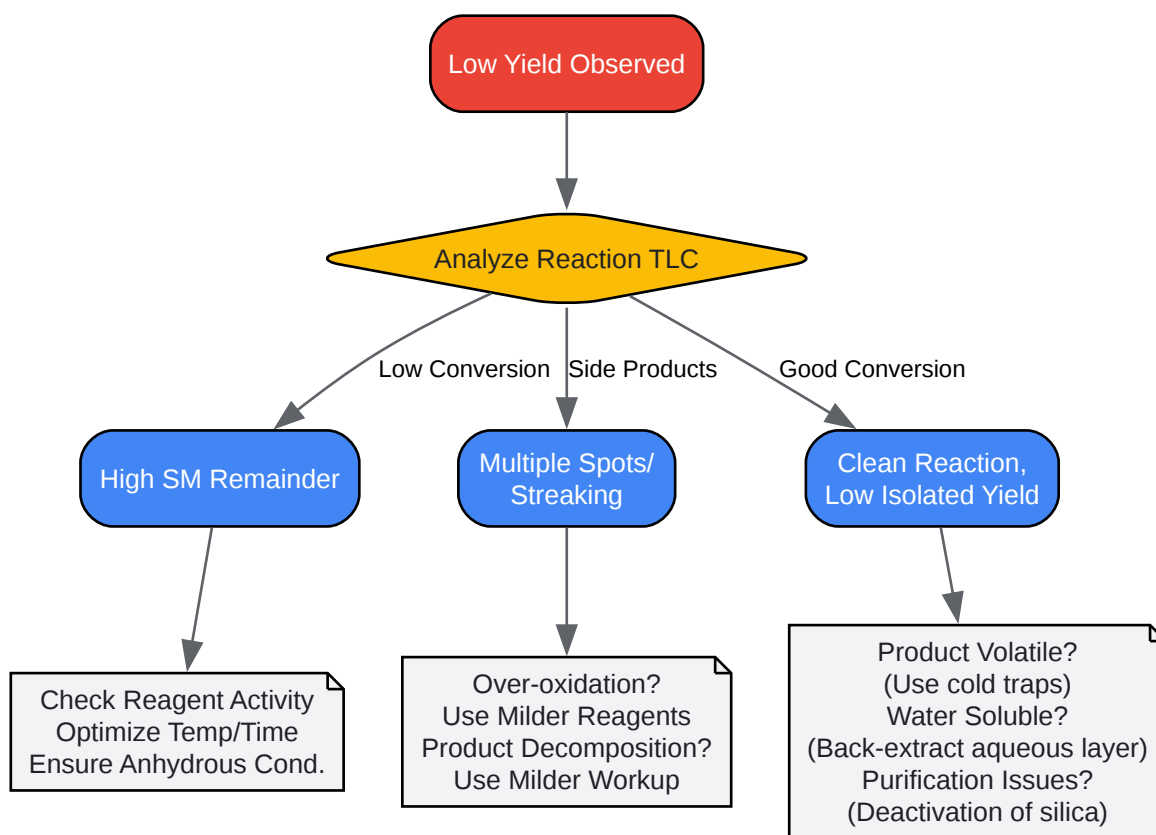 Low Yield Observed
Analyze Reaction TLC
Low Conversion
Side Products
Good Conversion
High SM Remainder
Multiple Spots/
Streaking
Clean Reaction,
Low Isolated Yield
Check Reagent Activity
Optimize Temp/Time
Ensure Anhydrous Cond.
Over-oxidation?
Use Milder Reagents
Product Decomposition?
Use Milder Workup
Product Volatile?
(Use cold traps)
Water Soluble?
(Back-extract aqueous layer)
Purification Issues?
(Deactivation of silica)